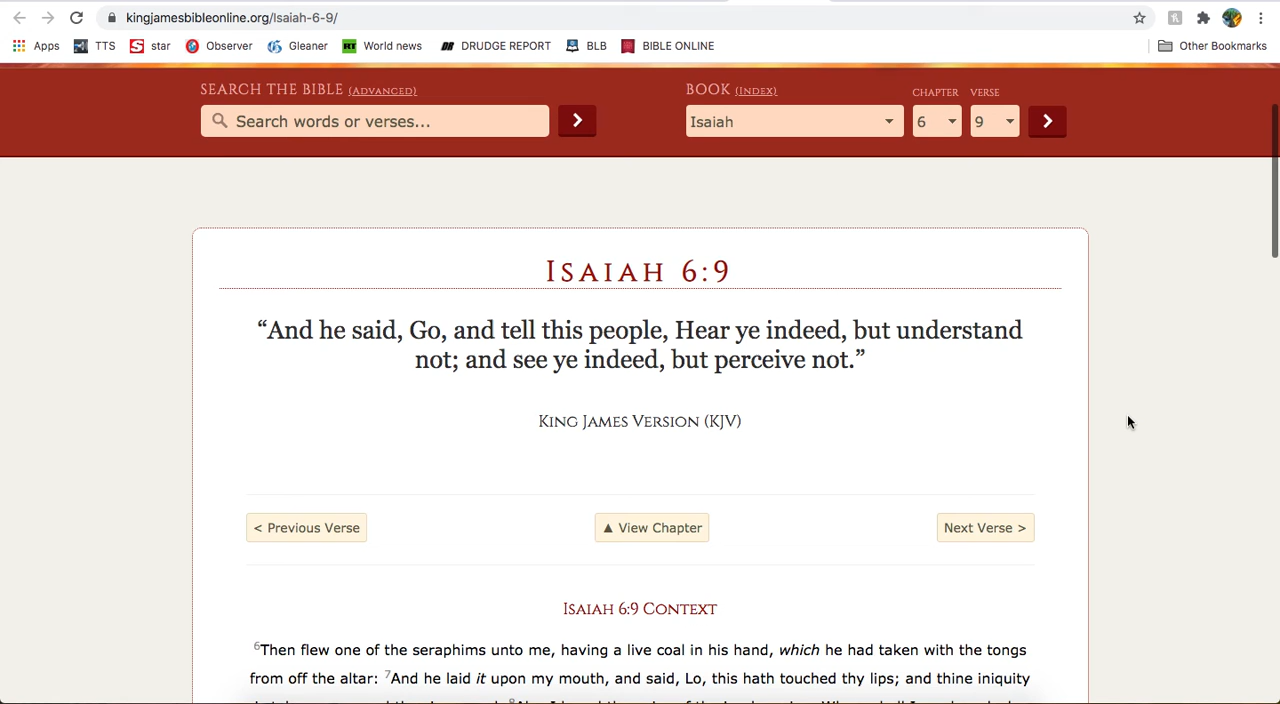 kingjamesbibleonline.org/Isaiah-6-9/
Apps TTS star Observer Gleaner RT World news DRUDGE REPORT BLB BIBLE ONLINE Other Bookmarks
SEARCH THE BIBLE (ADVANCED) BOOK (INDEX) CHAPTER VERSE
Search words or verses... Isaiah 6 9
ISAIAH 6:9
“And he said, Go, and tell this people, Hear ye indeed, but understand
not; and see ye indeed, but perceive not.”
KING JAMES VERSION (KJV)
< Previous Verse ▲ View Chapter Next Verse >
ISAIAH 6:9 CONTEXT
6Then flew one of the seraphims unto me, having a live coal in his hand, which he had taken with the tongs
from off the altar: 7And he laid it upon my mouth, and said, Lo, this hath touched thy lips; and thine iniquity